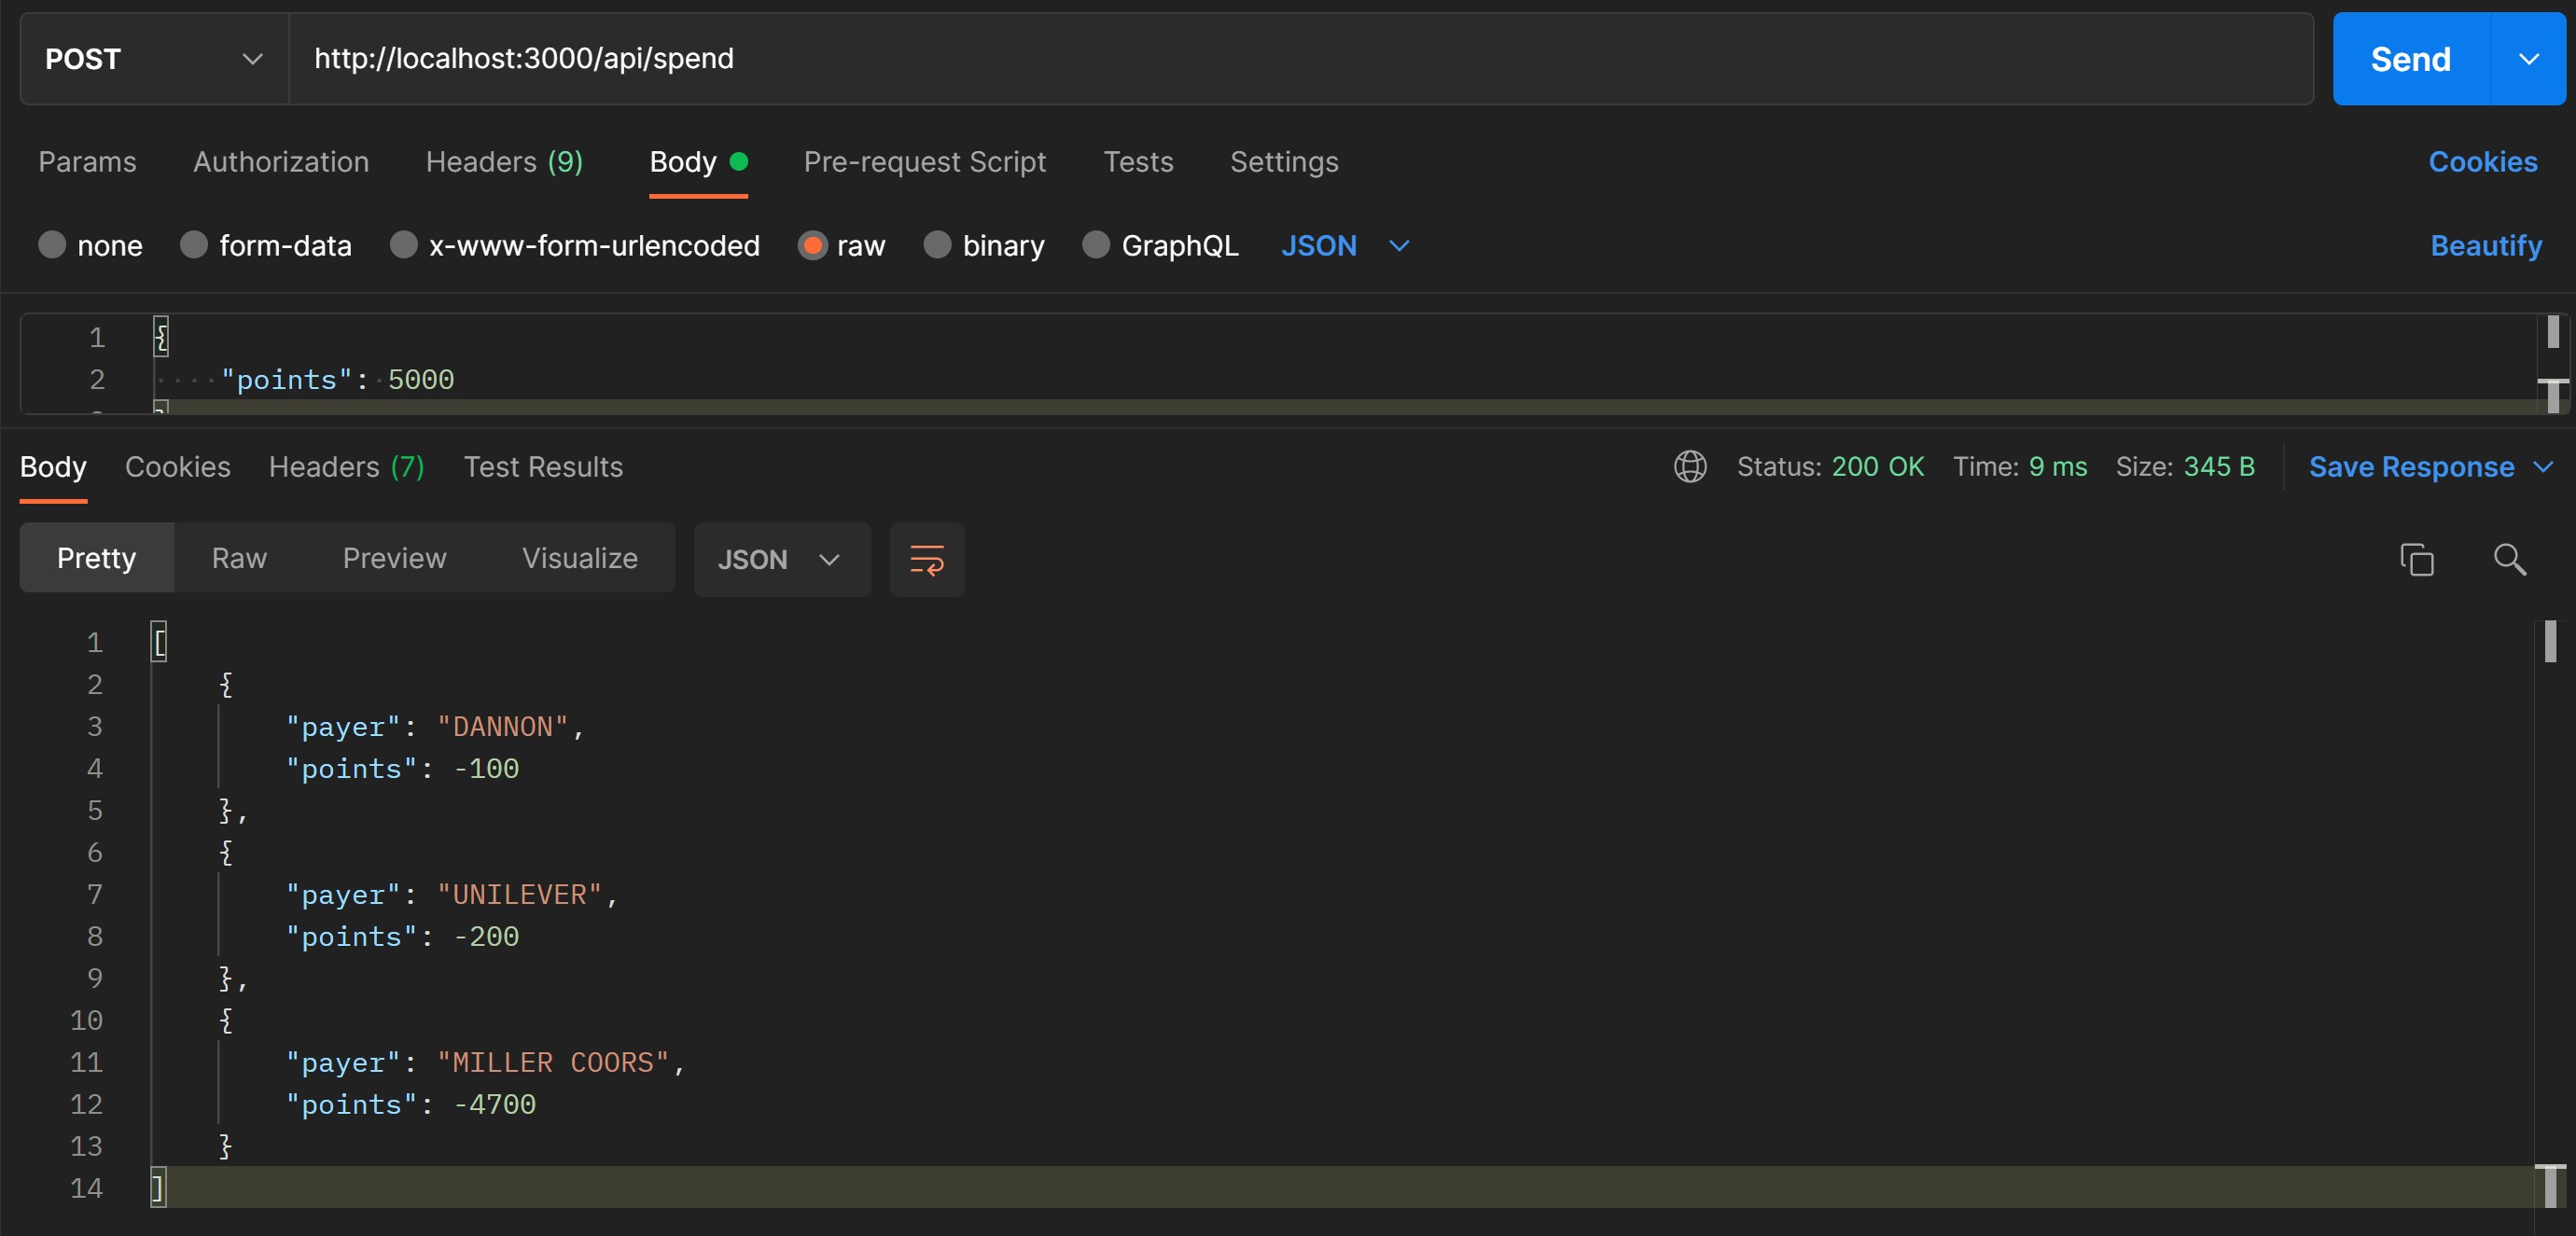 POST http://localhost:3000/api/spend Send
Params Authorization Headers (9) Body Pre-request Script Tests Settings Cookies
none form-data x-www-form-urlencoded raw binary GraphQL JSON Beautify
1 {
2 "points": 5000
Body Cookies Headers (7) Test Results Status: 200 OK Time: 9 ms Size: 345 B Save Response
Pretty Raw Preview Visualize JSON
1 [
2 {
3 "payer": "DANNON",
4 "points": -100
5 },
6 {
7 "payer": "UNILEVER",
8 "points": -200
9 },
10 {
11 "payer": "MILLER COORS",
12 "points": -4700
13 }
14 ]